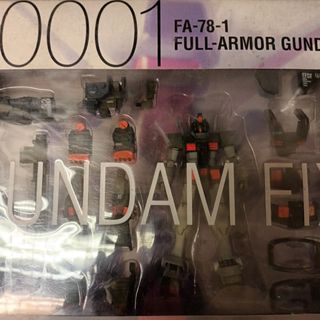 0001
FA-78-1
FULL-ARMOR GUND
UNDAM FIX